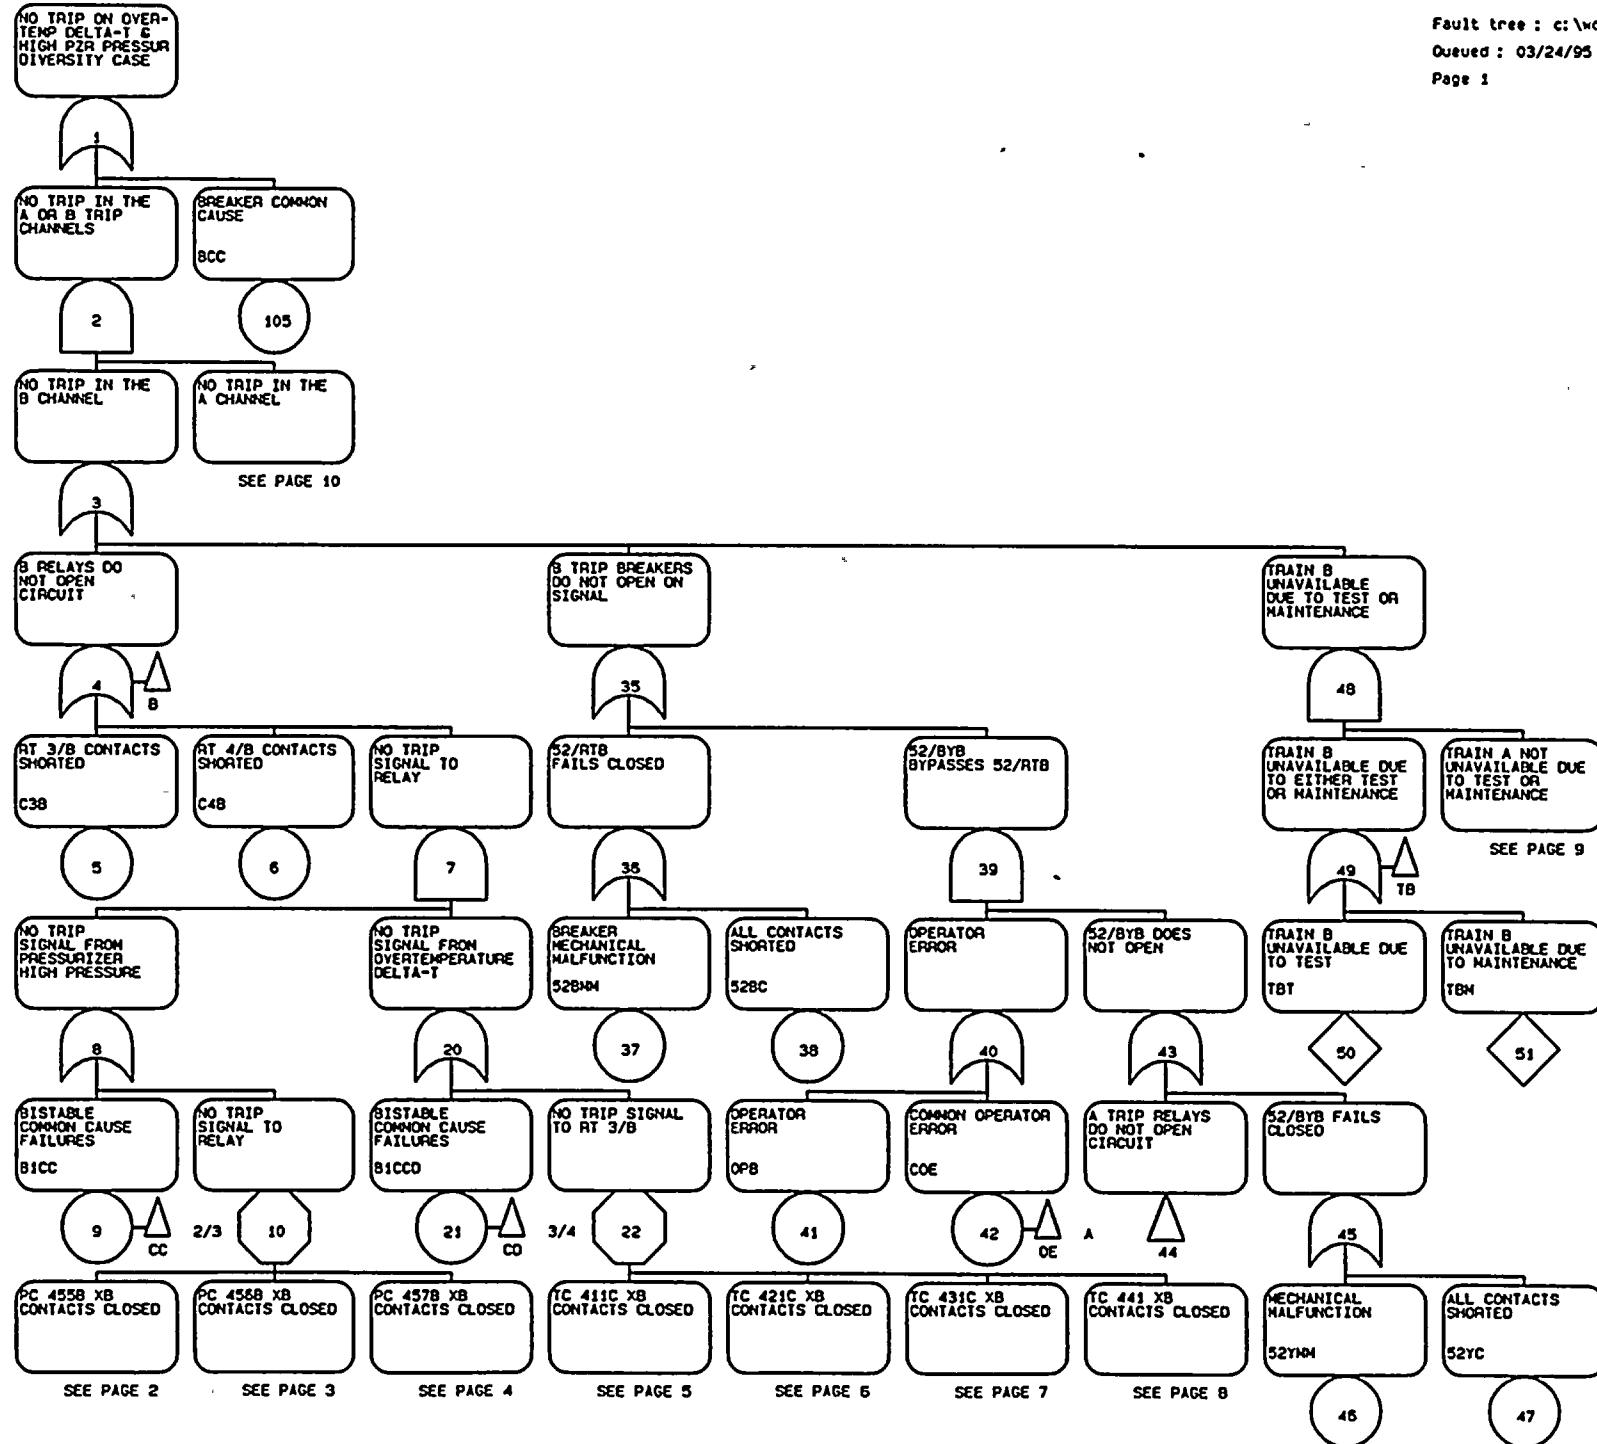 Fault tree : c:\wo
Queued : 03/24/95
Page 1
NO TRIP ON OVER-
TEMP DELTA-T &
HIGH PZR PRESSUR
DIVERSITY CASE
1
NO TRIP IN THE
A OR B TRIP
CHANNELS
BREAKER COMMON
CAUSE
BCC
2
105
NO TRIP IN THE
B CHANNEL
NO TRIP IN THE
A CHANNEL
SEE PAGE 10
3
B RELAYS DO
NOT OPEN
CIRCUIT
B TRIP BREAKERS
DO NOT OPEN ON
SIGNAL
TRAIN B
UNAVAILABLE
DUE TO TEST OR
MAINTENANCE
4
B
35
48
RT 3/B CONTACTS
SHORTED
C3B
RT 4/B CONTACTS
SHORTED
C4B
NO TRIP
SIGNAL TO
RELAY
52/RTB
FAILS CLOSED
52/BYB
BYPASSES 52/RTB
TRAIN B
UNAVAILABLE DUE
TO EITHER TEST
OR MAINTENANCE
TRAIN A NOT
UNAVAILABLE DUE
TO TEST OR
MAINTENANCE
SEE PAGE 9
5
6
7
36
39
49
TB
NO TRIP
SIGNAL FROM
PRESSURIZER
HIGH PRESSURE
NO TRIP
SIGNAL FROM
OVERTEMPERATURE
DELTA-T
BREAKER
MECHANICAL
MALFUNCTION
52BMM
ALL CONTACTS
SHORTED
52BC
OPERATOR
ERROR
52/BYB DOES
NOT OPEN
TRAIN B
UNAVAILABLE DUE
TO TEST
TBT
TRAIN B
UNAVAILABLE DUE
TO MAINTENANCE
TBM
8
20
37
38
40
43
50
51
BISTABLE
COMMON CAUSE
FAILURES
B1CC
NO TRIP
SIGNAL TO
RELAY
BISTABLE
COMMON CAUSE
FAILURES
B1CCD
NO TRIP SIGNAL
TO RT 3/B
OPERATOR
ERROR
OPB
COMMON OPERATOR
ERROR
COE
A TRIP RELAYS
DO NOT OPEN
CIRCUIT
52/BYB FAILS
CLOSED
9
CC
2/3
10
21
CD
3/4
22
41
42
OE
A
44
45
PC 455B XB
CONTACTS CLOSED
PC 456B XB
CONTACTS CLOSED
PC 457B XB
CONTACTS CLOSED
TC 411C XB
CONTACTS CLOSED
TC 421C XB
CONTACTS CLOSED
TC 431C XB
CONTACTS CLOSED
TC 441 XB
CONTACTS CLOSED
MECHANICAL
MALFUNCTION
52YMM
ALL CONTACTS
SHORTED
52YC
SEE PAGE 2
SEE PAGE 3
SEE PAGE 4
SEE PAGE 5
SEE PAGE 6
SEE PAGE 7
SEE PAGE 8
46
47